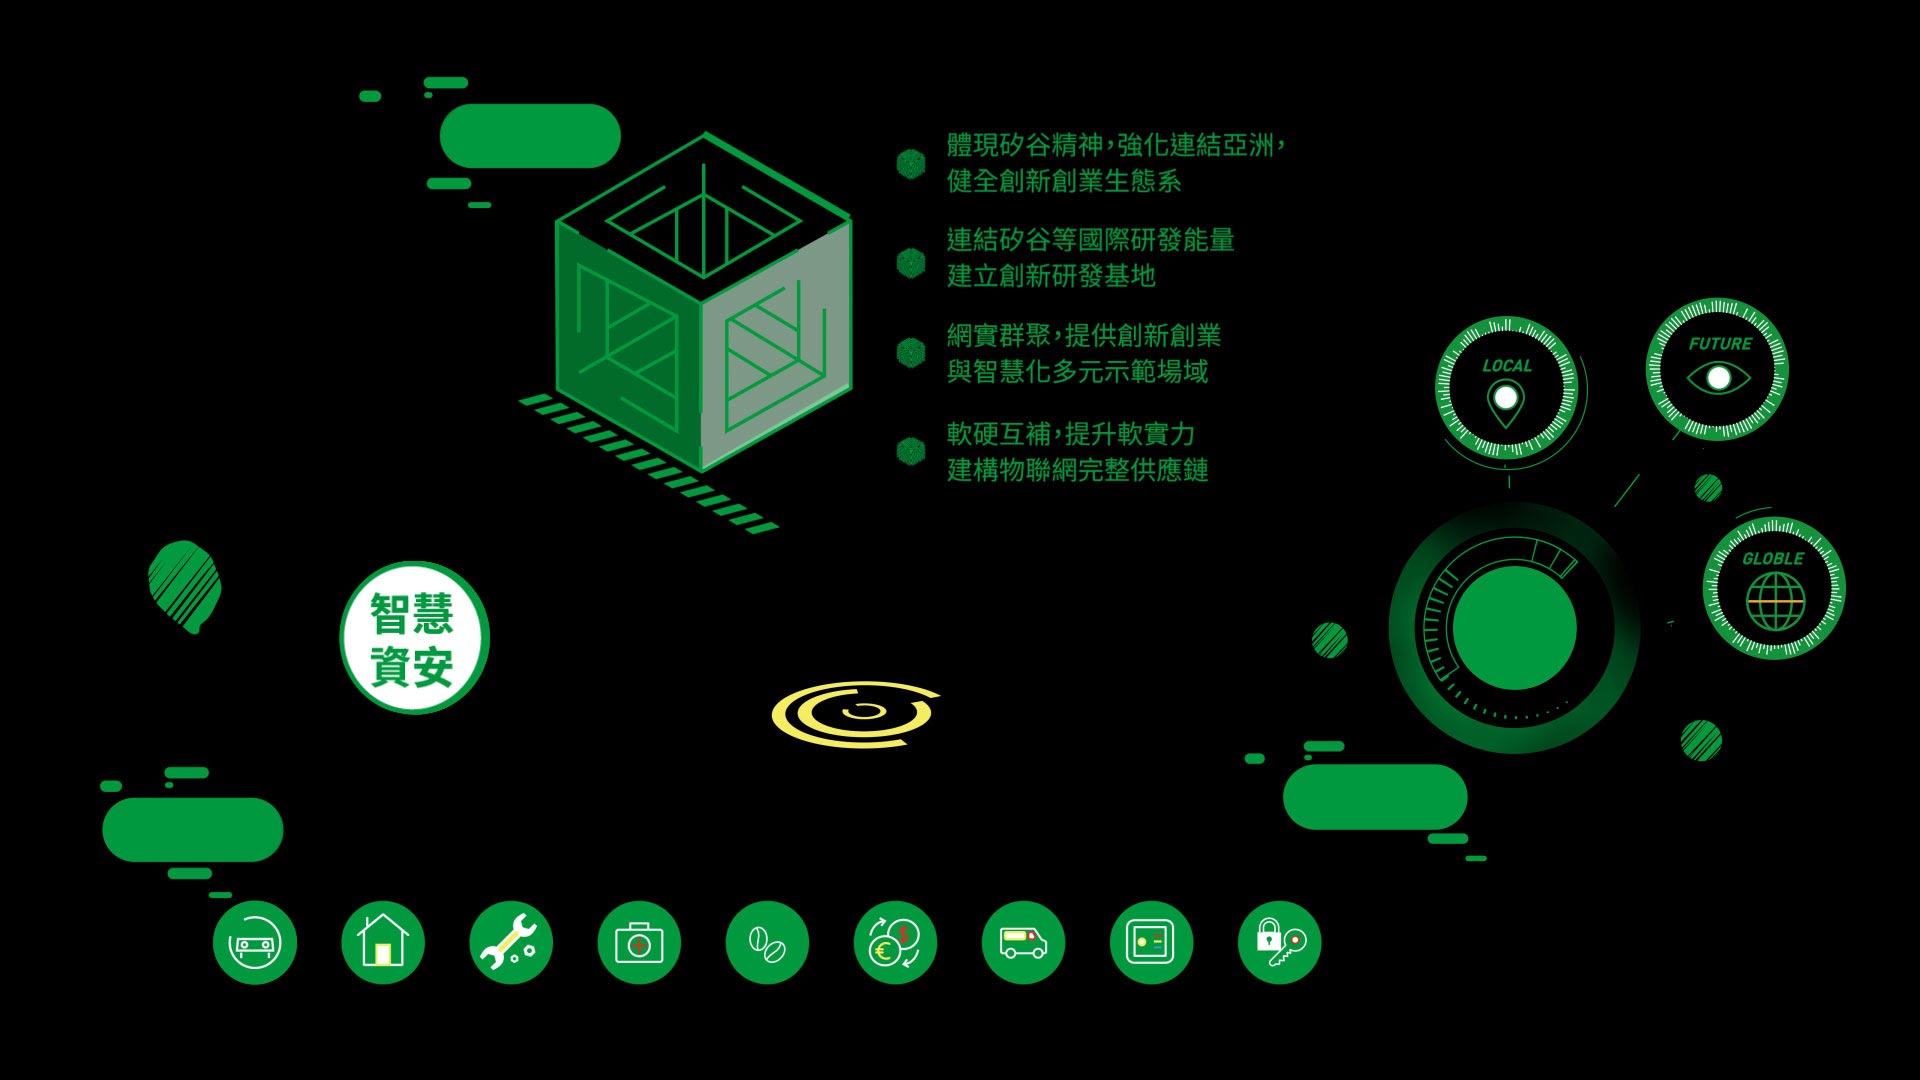 體現矽谷精神，強化連結亞洲，
健全創新創業生態系
連結矽谷等國際研發能量
建立創新研發基地
網實群聚，提供創新創業
與智慧化多元示範場域
軟硬互補，提升軟實力
建構物聯網完整供應鏈
LOCAL
FUTURE
GLOBLE
智慧
資安
$
€